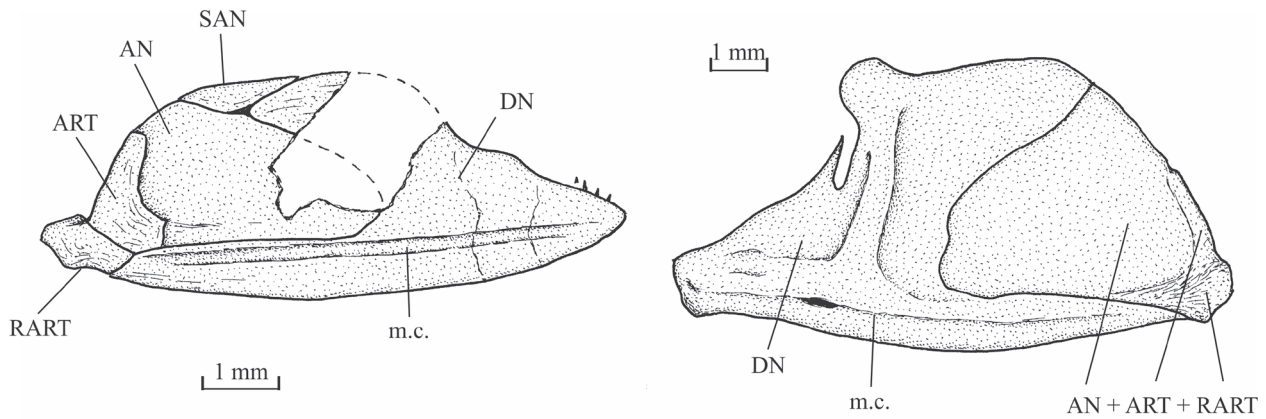 SAN
AN
ART
DN
RART
m.c.
1 mm
1 mm
DN
m.c.
AN + ART + RART